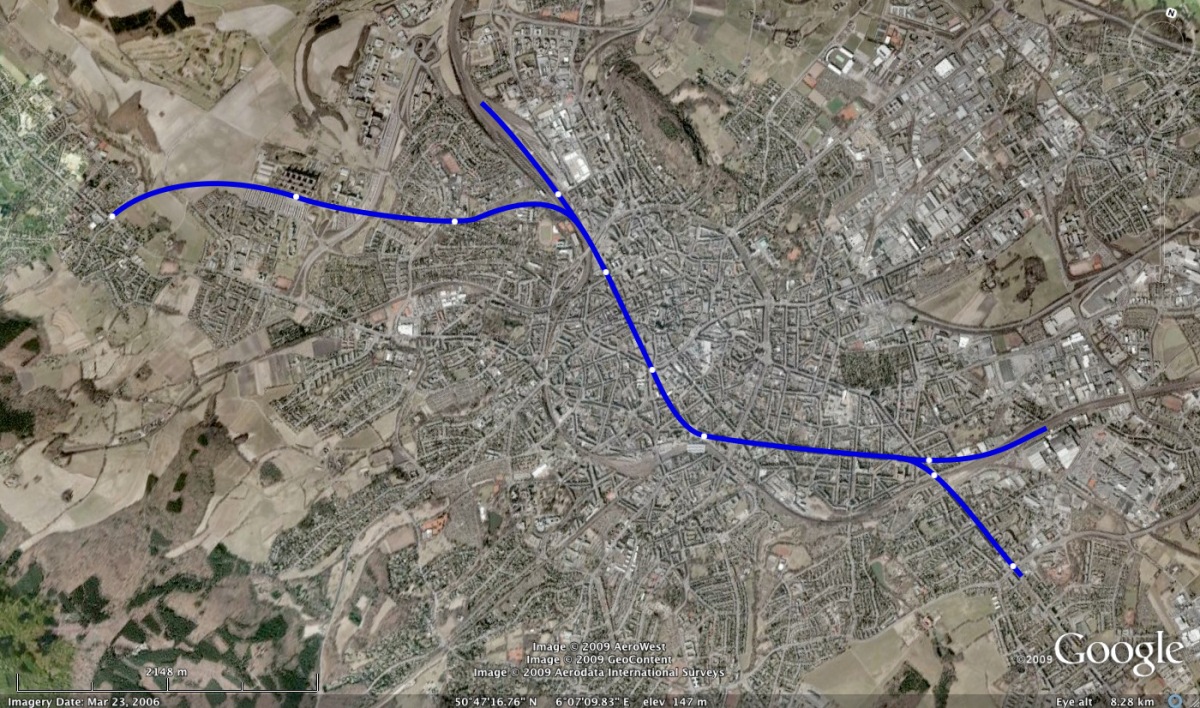 N
2148 m
Image © 2009 AeroWest
Image © 2009 GeoContent
Image © 2009 Aerodata International Surveys
©2009 Google
Imagery Date: Mar 23, 2006
50°47'16.76" N 6°07'09.83" E elev 147 m
Eye alt 8.28 km